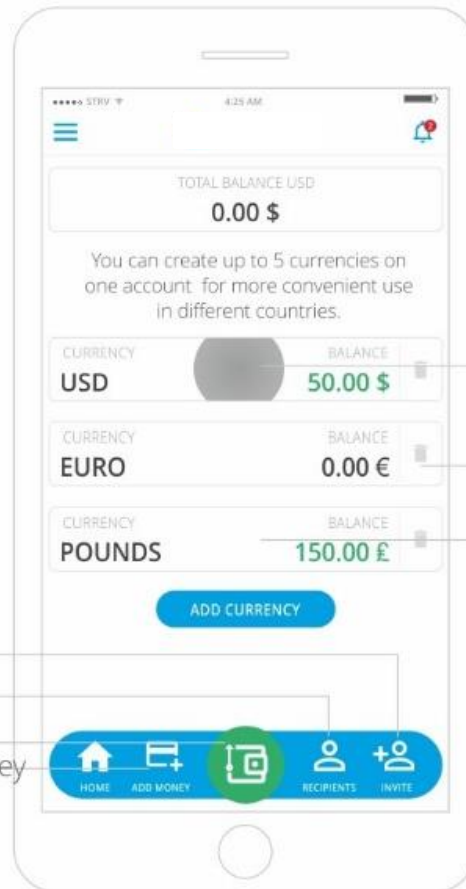 STRV
4:25 AM
2
TOTAL BALANCE USD
0.00 $
You can create up to 5 currencies on
one account for more convenient use
in different countries.
CURRENCY BALANCE
USD 50.00 $
CURRENCY BALANCE
EURO 0.00 €
CURRENCY BALANCE
POUNDS 150.00 £
ADD CURRENCY
ey
HOME ADD MONEY RECIPIENTS INVITE